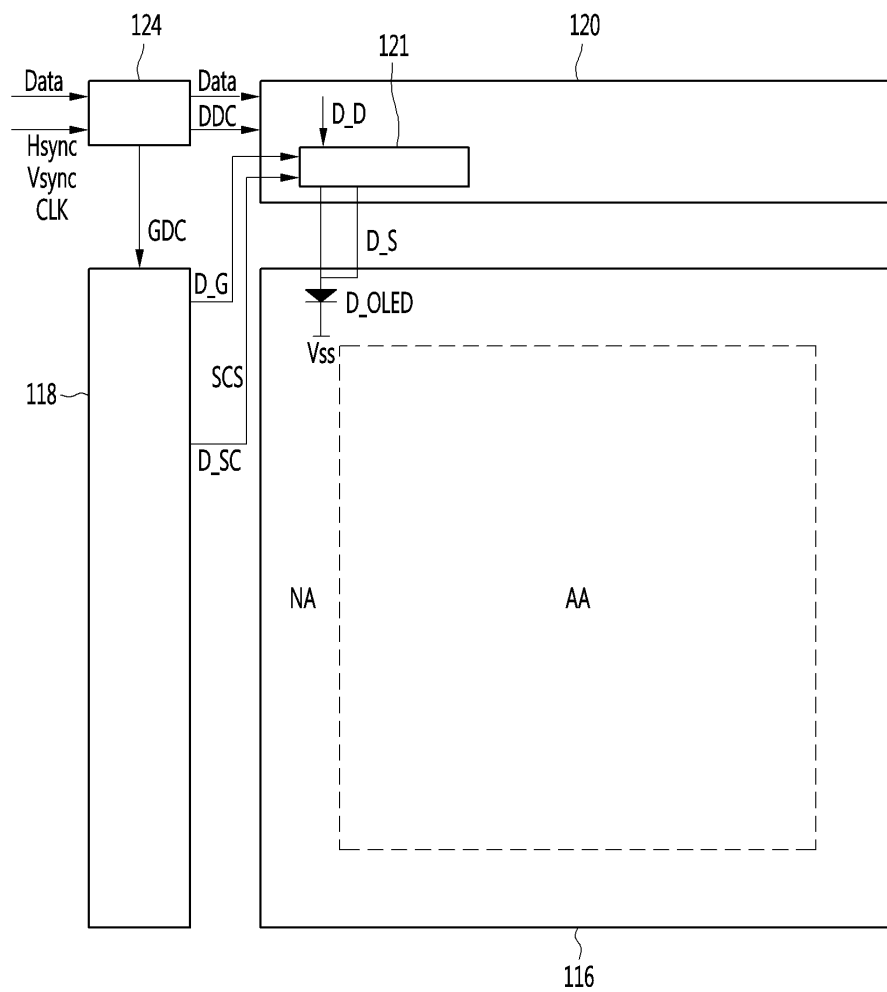 124
120
121
Data
Data
D_D
DDC
Hsync
Vsync
CLK
GDC
D_S
D_G
D_OLED
Vss
SCS
118
D_SC
NA
AA
116